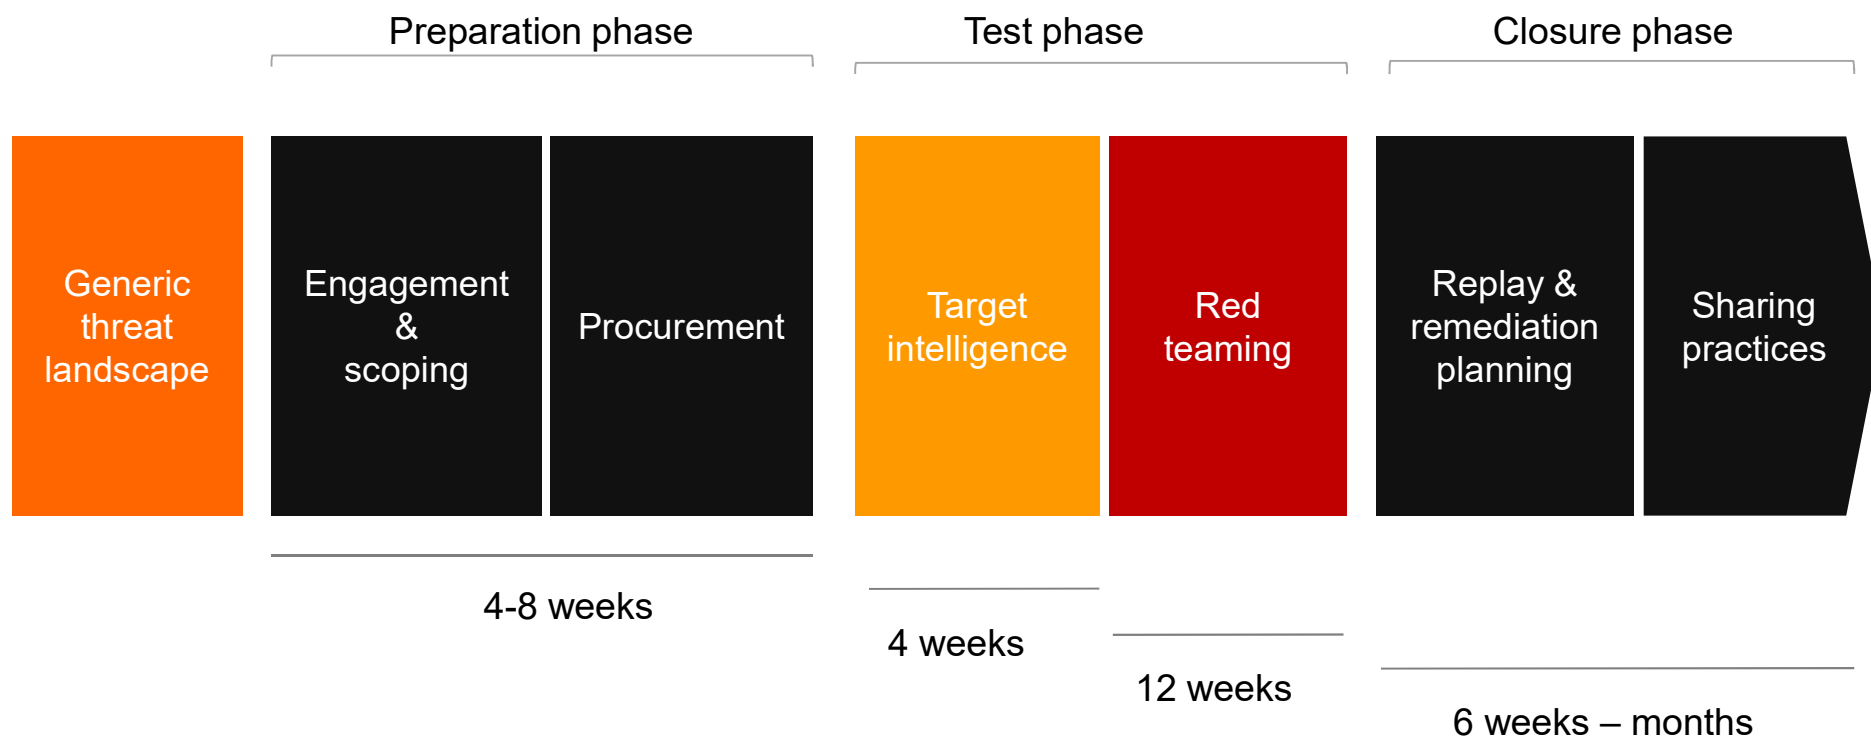 Preparation phase
Test phase
Closure phase
Generic
threat
landscape
Engagement
&
scoping
Procurement
Target
intelligence
Red
teaming
Replay &
remediation
planning
Sharing
practices
4-8 weeks
4 weeks
12 weeks
6 weeks – months